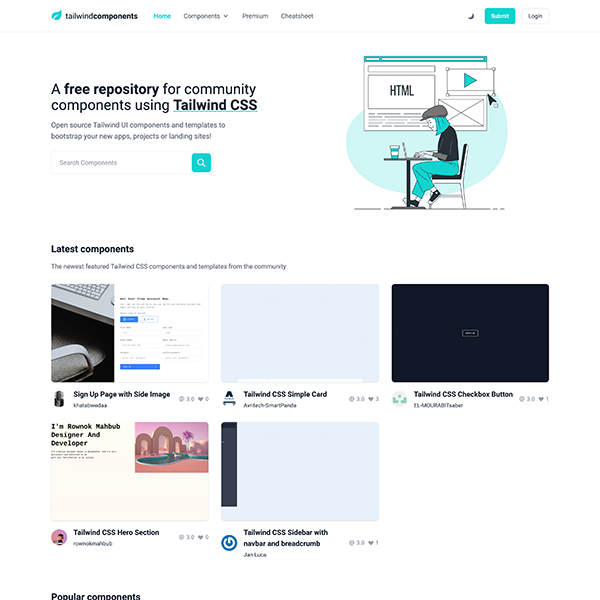 tailwindcomponents
Home
Components
Premium
Cheatsheet
Submit
Login
A free repository for community
components using Tailwind CSS
Open source Tailwind UI components and templates to
bootstrap your new apps, projects or landing sites!
Search Components
HTML
Latest components
The newest featured Tailwind CSS components and templates from the community
Sign Up Page with Side Image
khatabwedaa
3.0
0
Tailwind CSS Simple Card
Avritech-SmartPanda
3.0
3
Tailwind CSS Checkbox Button
EL-MOURABITsaber
3.0
1
I'm Rownok Mahbub
Designer And
Developer
Tailwind CSS Hero Section
rownokmahbub
3.0
0
Tailwind CSS Sidebar with
navbar and breadcrumb
Jan-Luca
3.0
1
Popular components